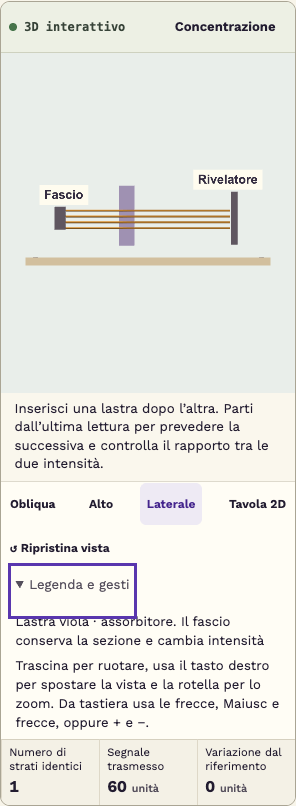 3D interattivo
Concentrazione
Rivelatore
Fascio
Inserisci una lastra dopo l’altra. Parti
dall’ultima lettura per prevedere la
successiva e controlla il rapporto tra le
due intensità.
Obliqua
Alto
Laterale
Tavola 2D
↺ Ripristina vista
▼ Legenda e gesti
Lastra viola · assorbitore. Il fascio
conserva la sezione e cambia intensità
Trascina per ruotare, usa il tasto destro
per spostare la vista e la rotella per lo
zoom. Da tastiera usa le frecce, Maiusc e
frecce, oppure + e −.
Numero di
strati identici
1
Segnale
trasmesso
60 unità
Variazione dal
riferimento
0 unità